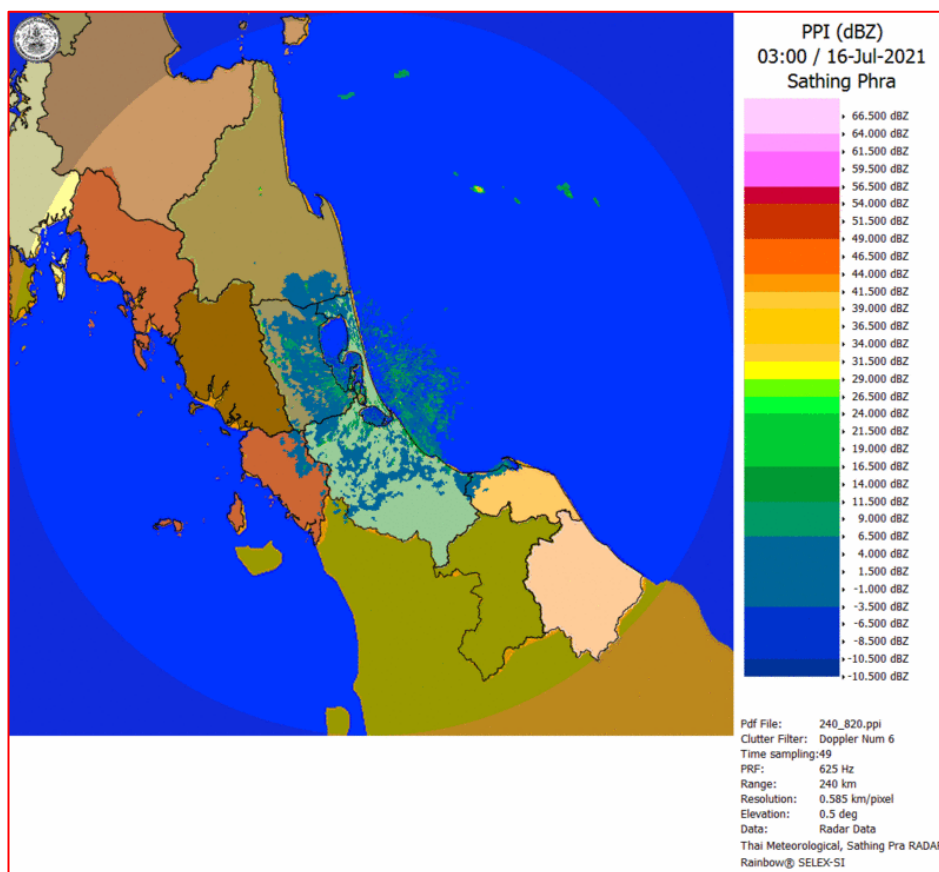 PPI (dBZ)
03:00 / 16-Jul-2021
Sathing Phra
66.500 dBZ
64.000 dBZ
61.500 dBZ
59.500 dBZ
56.500 dBZ
54.000 dBZ
51.500 dBZ
49.000 dBZ
46.500 dBZ
44.000 dBZ
41.500 dBZ
39.000 dBZ
36.500 dBZ
34.000 dBZ
31.500 dBZ
29.000 dBZ
26.500 dBZ
24.000 dBZ
21.500 dBZ
19.000 dBZ
16.500 dBZ
14.000 dBZ
11.500 dBZ
9.000 dBZ
6.500 dBZ
4.000 dBZ
1.500 dBZ
-1.000 dBZ
-3.500 dBZ
-6.500 dBZ
-8.500 dBZ
-10.500 dBZ
-10.500 dBZ
Pdf File: 240_820.ppi
Clutter Filter: Doppler Num 6
Time sampling:49
PRF: 625 Hz
Range: 240 km
Resolution: 0.585 km/pixel
Elevation: 0.5 deg
Data: Radar Data
Thai Meteorological, Sathing Pra RADAR
Rainbow® SELEX-SI